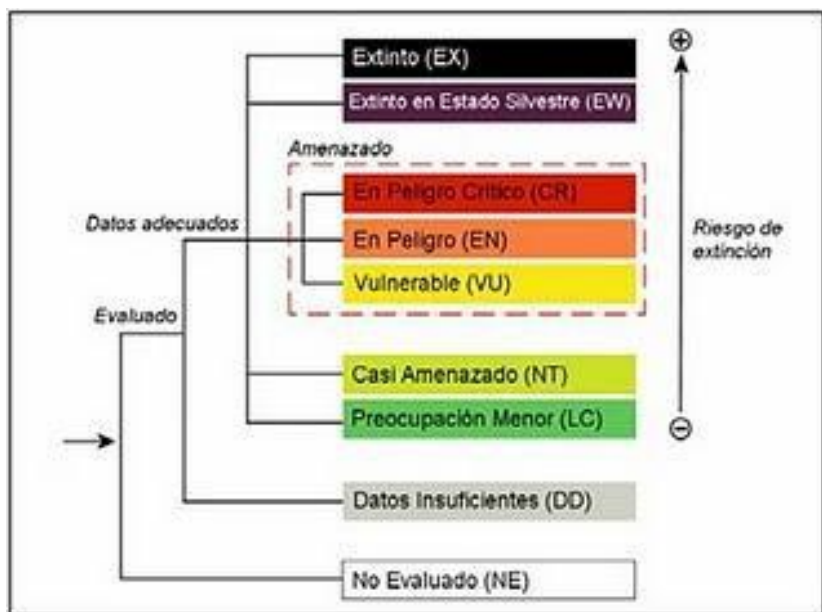 Extinto (EX)
Extinto en Estado Silvestre (EW)
Amenazado
En Peligro Crítico (CR)
Datos adecuados
En Peligro (EN)
Riesgo de
extinción
Vulnerable (VU)
Evaluado
Casi Amenazado (NT)
Preocupación Menor (LC)
Datos Insuficientes (DD)
No Evaluado (NE)